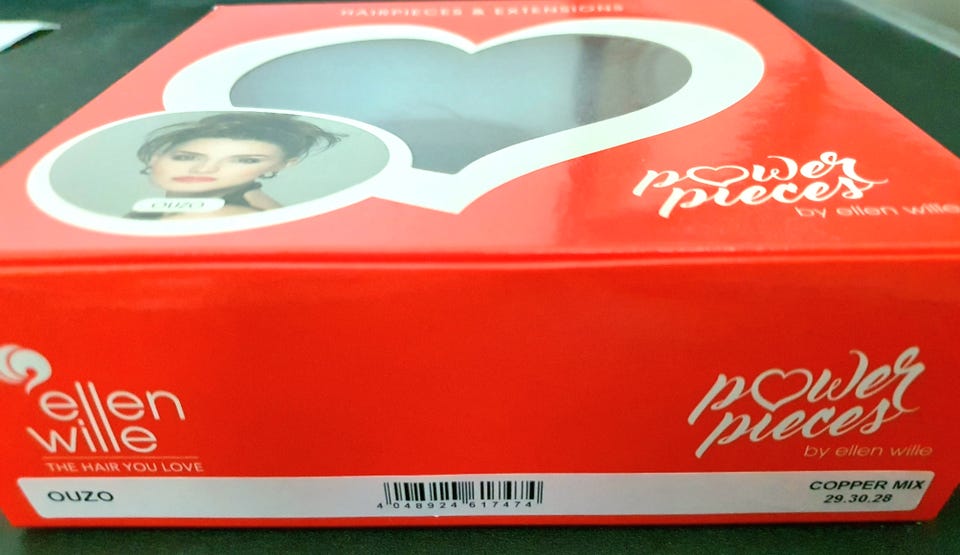 HAIRPIECES & EXTENSIONS
OUZO
power
pieces
by ellen wille
ellen
wille
THE HAIR YOU LOVE
power
pieces
by ellen wille
OUZO
4 048924 617474
COPPER MIX
29.30.28